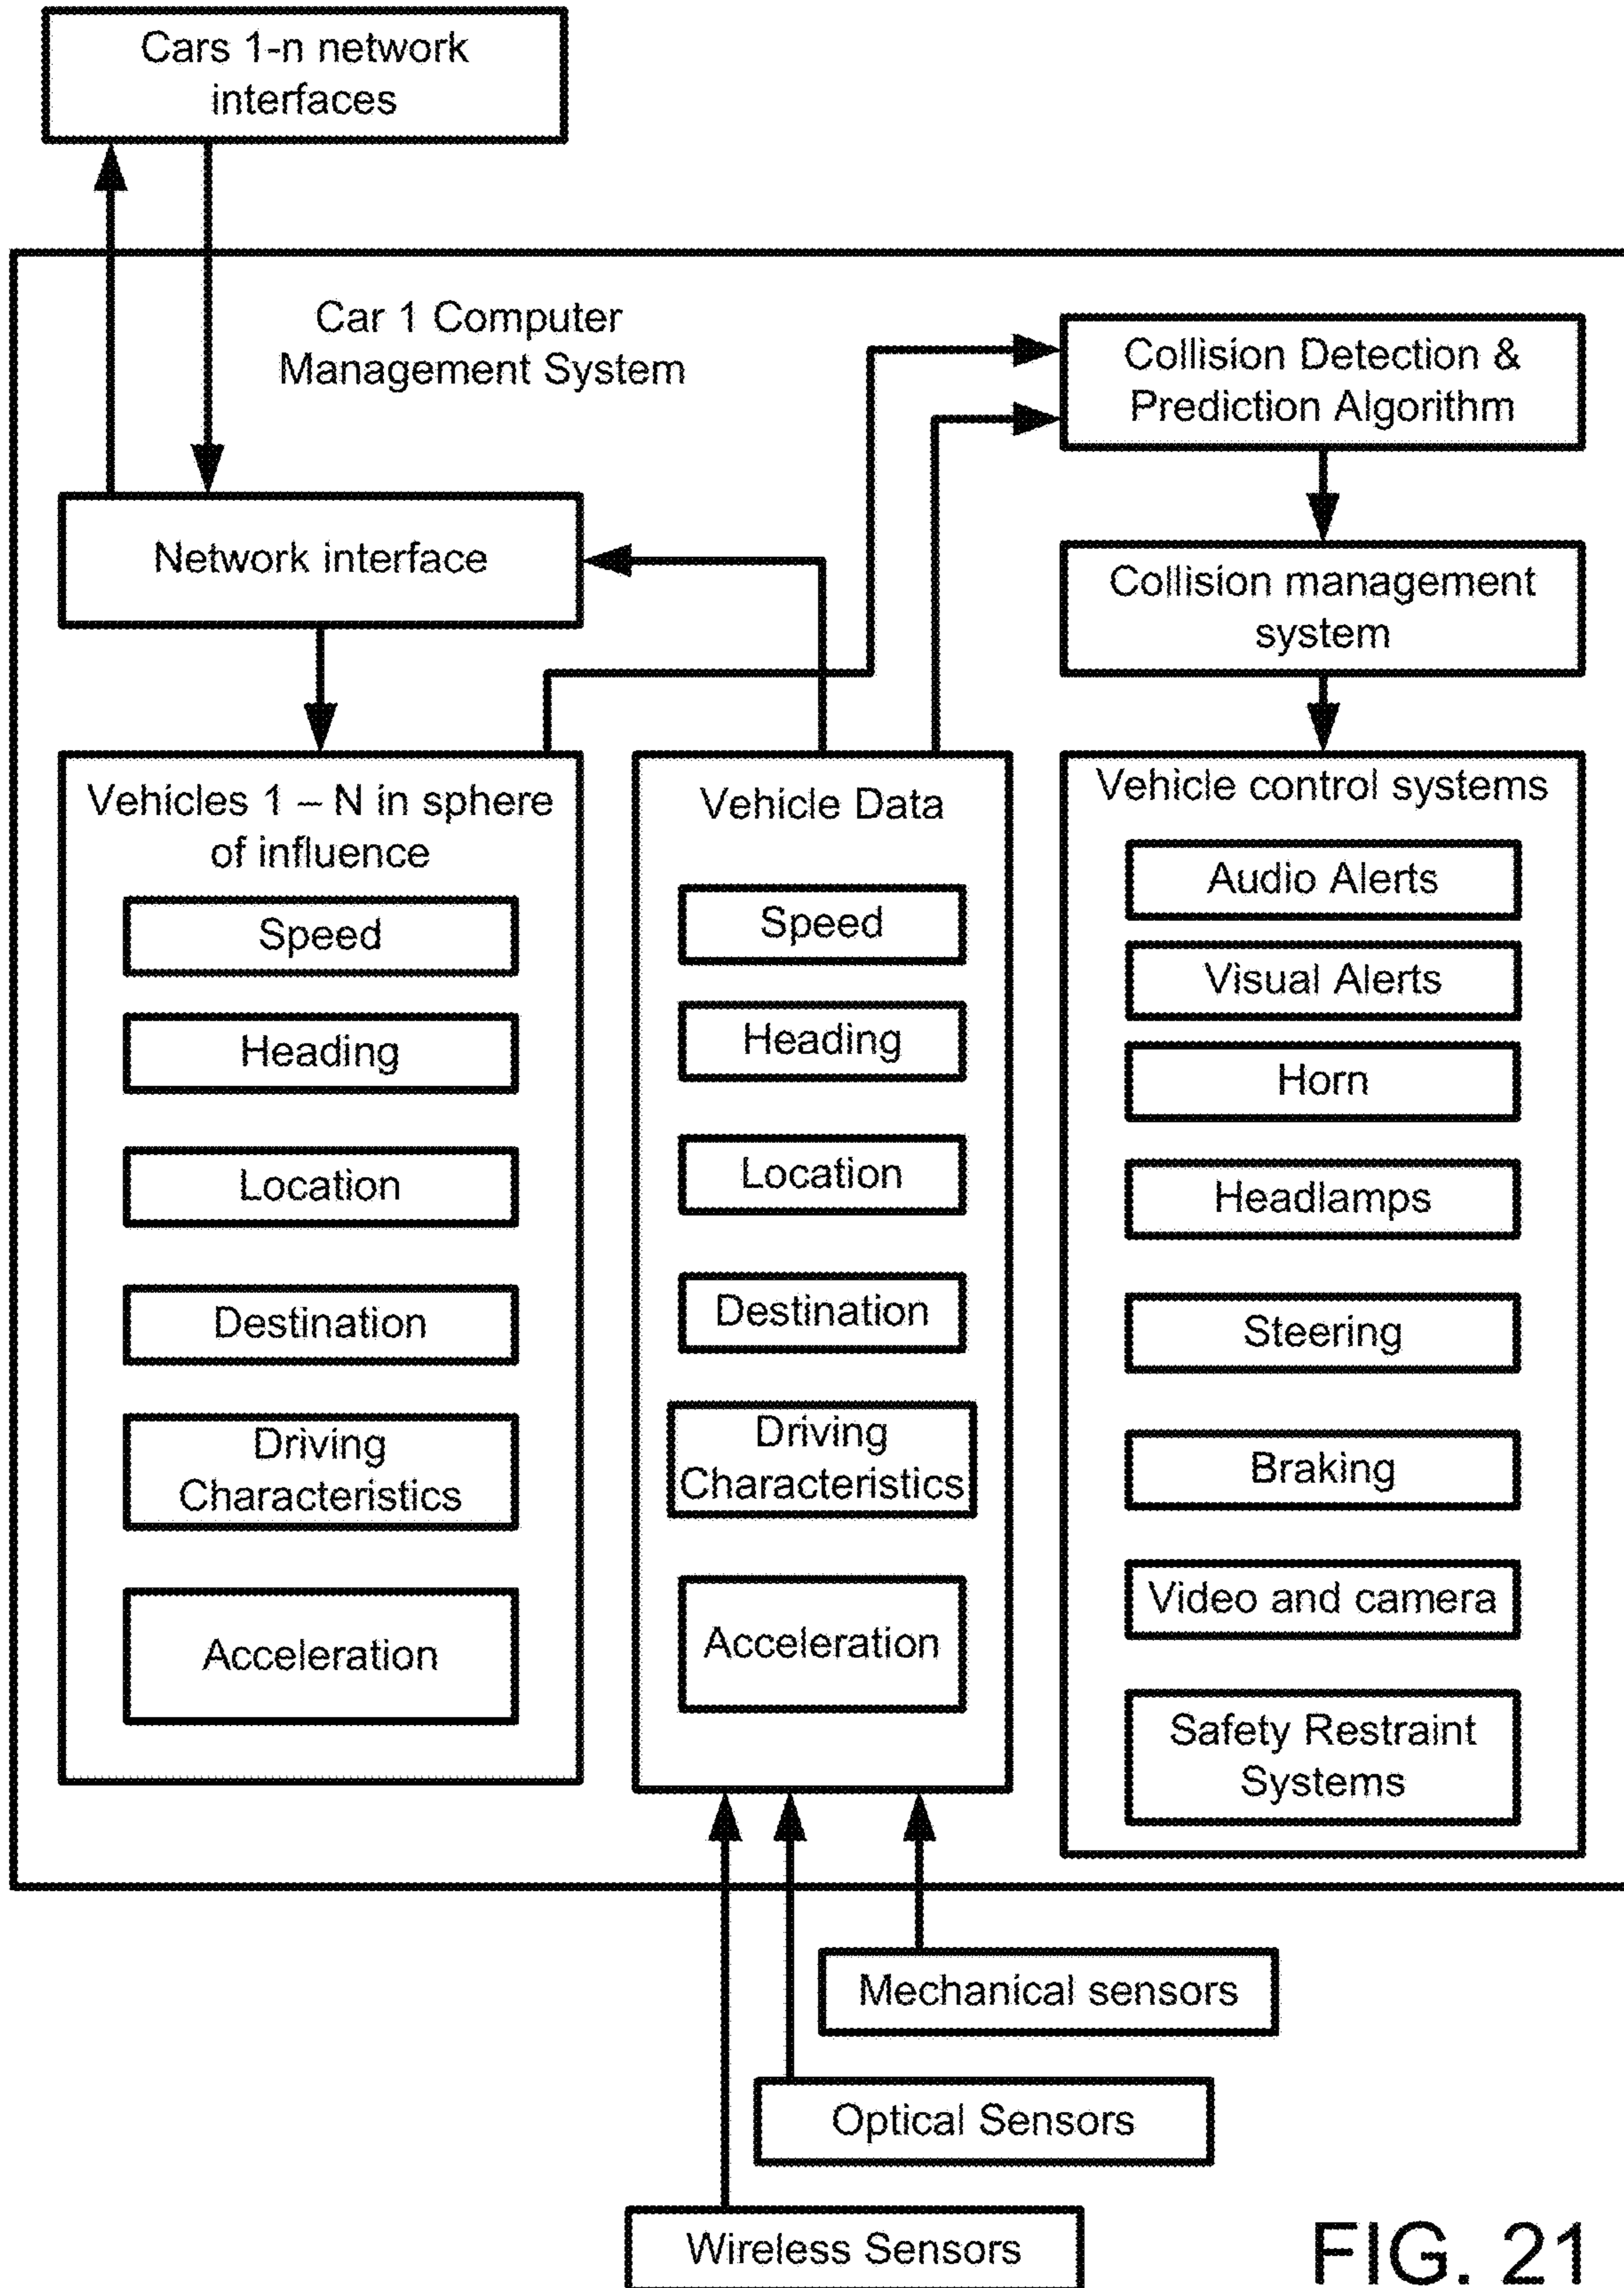 Cars 1-n network
interfaces
Car 1 Computer
Management System
Collision Detection &
Prediction Algorithm
Network interface
Collision management
system
Vehicles 1 – N in sphere
of influence
Speed
Heading
Location
Destination
Driving
Characteristics
Acceleration
Vehicle Data
Speed
Heading
Location
Destination
Driving
Characteristics
Acceleration
Vehicle control systems
Audio Alerts
Visual Alerts
Horn
Headlamps
Steering
Braking
Video and camera
Safety Restraint
Systems
Mechanical sensors
Optical Sensors
Wireless Sensors
FIG. 21